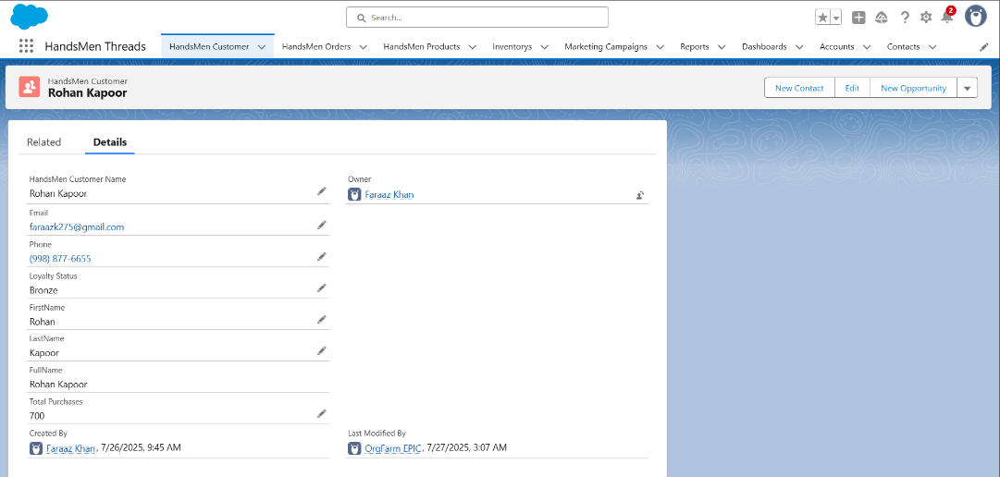 Search...
2
HandsMen Threads
HandsMen Customer
HandsMen Orders
HandsMen Products
Inventorys
Marketing Campaigns
Reports
Dashboards
Accounts
Contacts
HandsMen Customer
Rohan Kapoor
New Contact
Edit
New Opportunity
Related
Details
HandsMen Customer Name
Rohan Kapoor
Owner
Faraaz Khan
Email
faraazk275@gmail.com
Phone
(998) 877-6655
Loyalty Status
Bronze
FirstName
Rohan
LastName
Kapoor
FullName
Rohan Kapoor
Total Purchases
700
Created By
Faraaz Khan, 7/26/2025, 9:45 AM
Last Modified By
OrgFarm EPIC, 7/27/2025, 3:07 AM